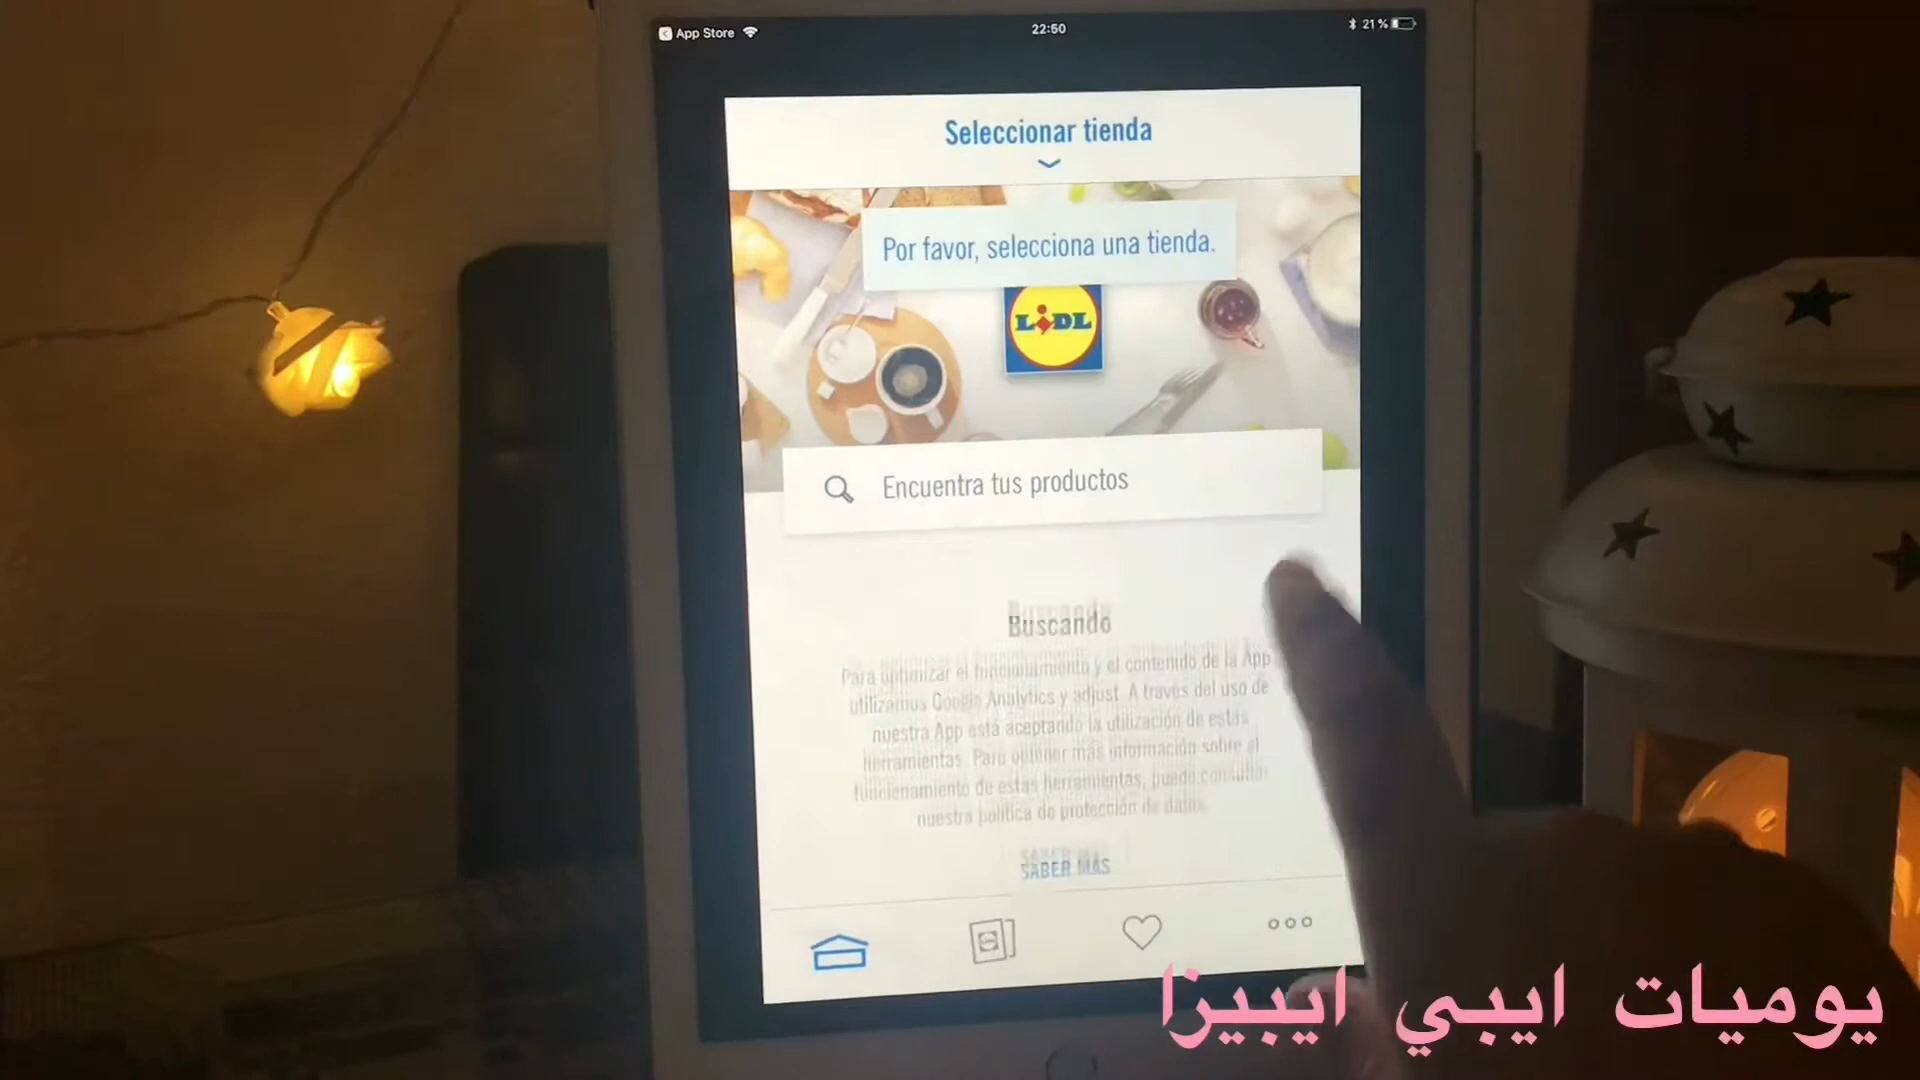 App Store
22:50
21 %
Seleccionar tienda
Por favor, selecciona una tienda.
LIDL
Encuentra tus productos
Buscando
Para optimizar el funcionamiento y el contenido de la App
utilizamos Google Analytics y adjust. A través del uso de
nuestra App está aceptando la utilización de estas
herramientas. Para obtener más información sobre el
funcionamiento de estas herramientas, puede consultar
nuestra política de protección de datos.
SABER MÁS
يوميات ايبي ايبيزا